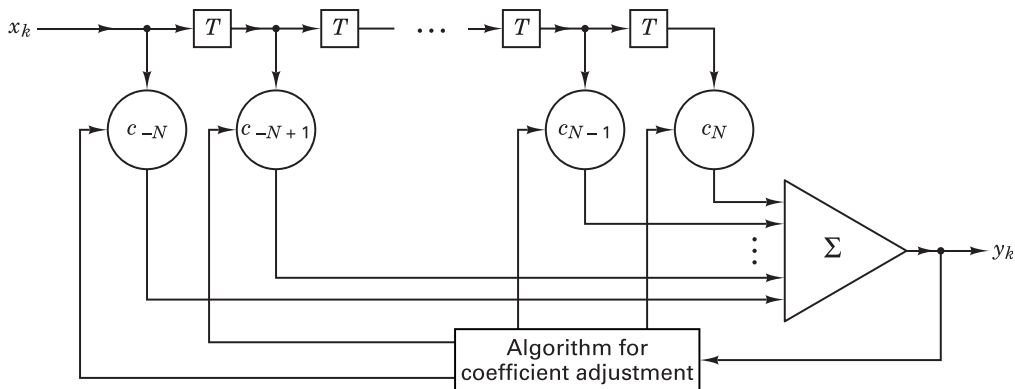 x_k T T ... T T
c_{-N} c_{-N+1} c_{N-1} c_N
Σ y_k
Algorithm for
coefficient adjustment